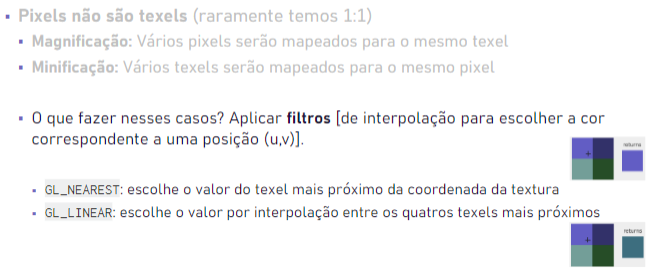 Pixels não são texels (raramente temos 1:1)
Magnificação: Vários pixels serão mapeados para o mesmo texel
Minificação: Vários texels serão mapeados para o mesmo pixel
O que fazer nesses casos? Aplicar filtros [de interpolação para escolher a cor
correspondente a uma posição (u,v)].
returns
GL_NEAREST: escolhe o valor do texel mais próximo da coordenada da textura
GL_LINEAR: escolhe o valor por interpolação entre os quatros texels mais próximos
returns